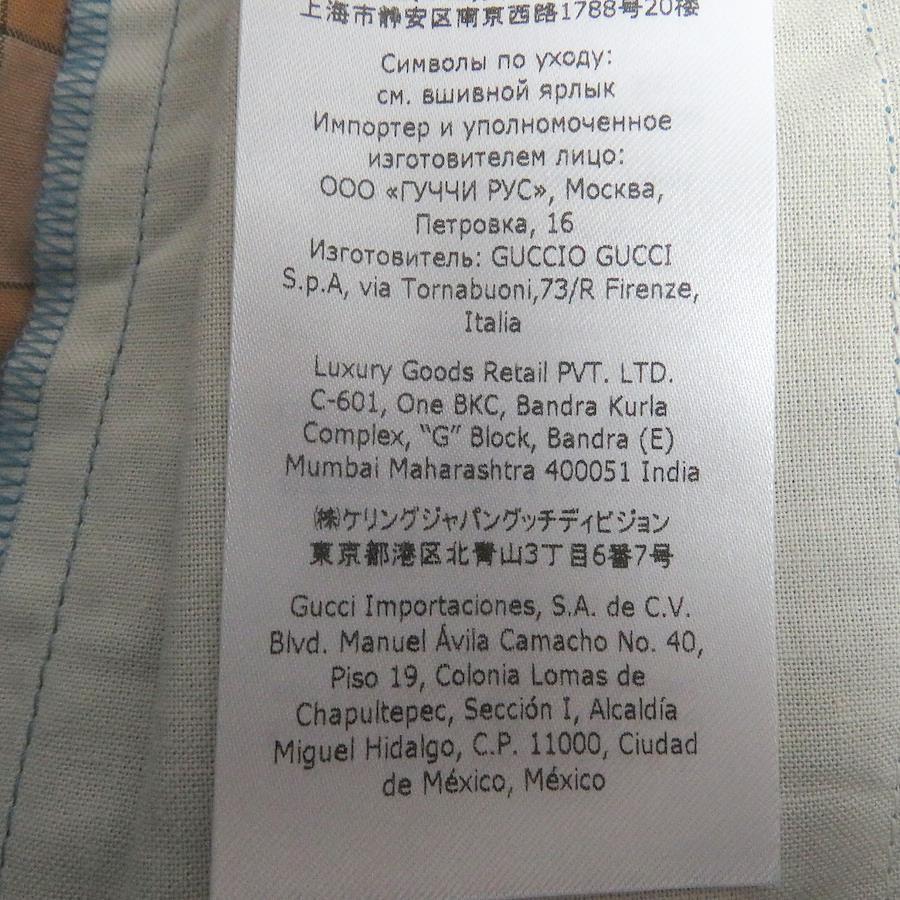 上海市静安区南京西路1788号20楼
Символы по уходу:
см. вшивной ярлык
Импортер и уполномоченное
изготовителем лицо:
ООО «ГУЧЧИ РУС», Москва,
Петровка, 16
Изготовитель: GUCCIO GUCCI
S.p.A, via Tornabuoni,73/R Firenze,
Italia
Luxury Goods Retail PVT. LTD.
C-601, One BKC, Bandra Kurla
Complex, “G” Block, Bandra (E)
Mumbai Maharashtra 400051 India
㈱ケリングジャパングッチディビジョン
東京都港区北青山3丁目6番7号
Gucci Importaciones, S.A. de C.V.
Blvd. Manuel Ávila Camacho No. 40,
Piso 19, Colonia Lomas de
Chapultepec, Sección I, Alcaldía
Miguel Hidalgo, C.P. 11000, Ciudad
de México, México